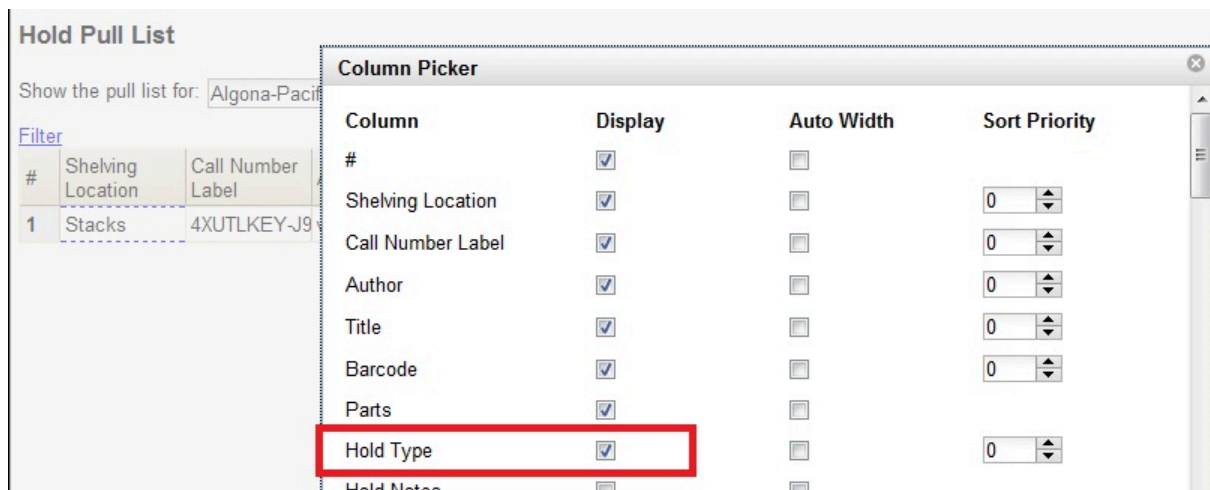 Hold Pull List
Show the pull list for: Algona-Pacif
Filter
# Shelving Location Call Number Label
1 Stacks 4XUTLKEY-J9
Column Picker
Column Display Auto Width Sort Priority
#
Shelving Location 0
Call Number Label 0
Author 0
Title 0
Barcode 0
Parts
Hold Type 0
Hold Notes